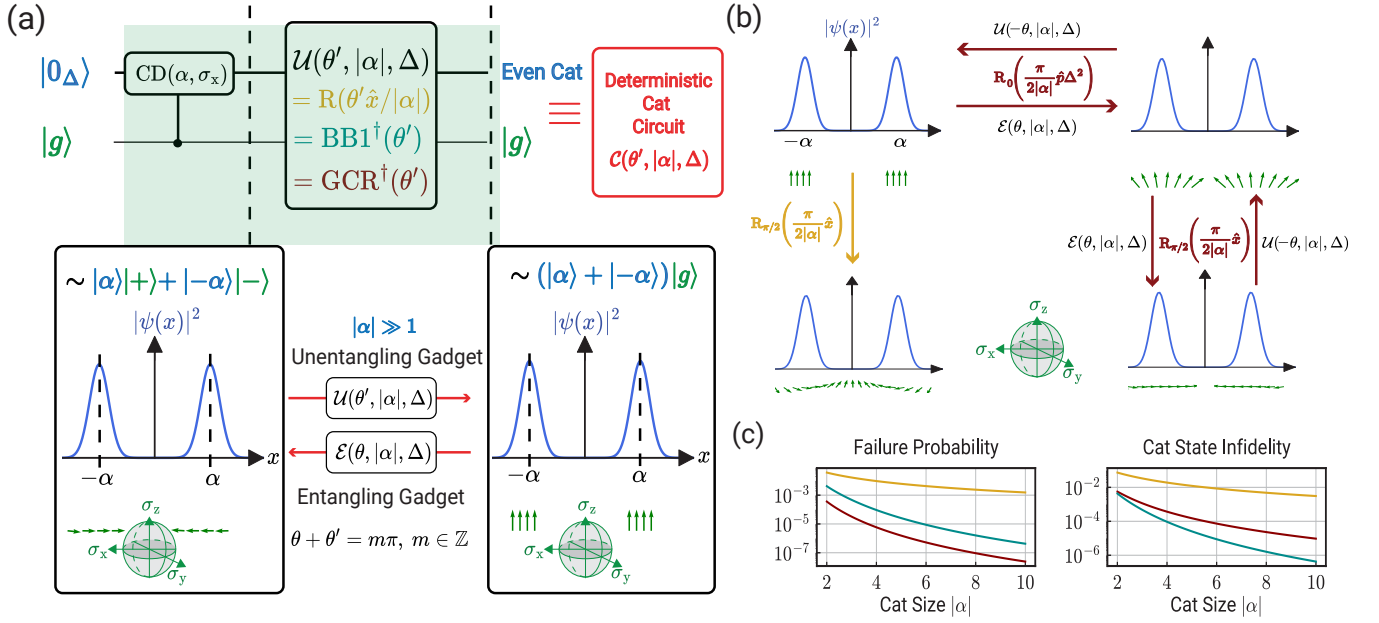 (a)
|0_Δ⟩
CD(α, σ_x)
𝒰(θ′, |α|, Δ)
= R(θ′x̂/|α|)
= BB1†(θ′)
= GCR†(θ′)
|g⟩
Even Cat
|g⟩
Deterministic
Cat
Circuit
𝒞(θ′, |α|, Δ)
∼ |α⟩|+⟩ + |−α⟩|−⟩
|ψ(x)|²
−α
α
x
σ_z
σ_x
σ_y
|α| ≫ 1
Unentangling Gadget
𝒰(θ′, |α|, Δ)
ℰ(θ, |α|, Δ)
Entangling Gadget
θ + θ′ = mπ, m ∈ ℤ
∼ (|α⟩ + |−α⟩)|g⟩
|ψ(x)|²
−α
α
x
σ_z
σ_x
σ_y
(b)
|ψ(x)|²
−α
α
𝒰(−θ, |α|, Δ)
R₀(π/2|α| p̂Δ²)
ℰ(θ, |α|, Δ)
R_π/2(π/2|α| x̂)
ℰ(θ, |α|, Δ)
R_π/2(π/2|α| x̂)
𝒰(−θ, |α|, Δ)
σ_z
σ_x
σ_y
(c)
Failure Probability
10⁻³
10⁻⁵
10⁻⁷
2 4 6 8 10
Cat Size |α|
Cat State Infidelity
10⁻²
10⁻⁴
10⁻⁶
2 4 6 8 10
Cat Size |α|